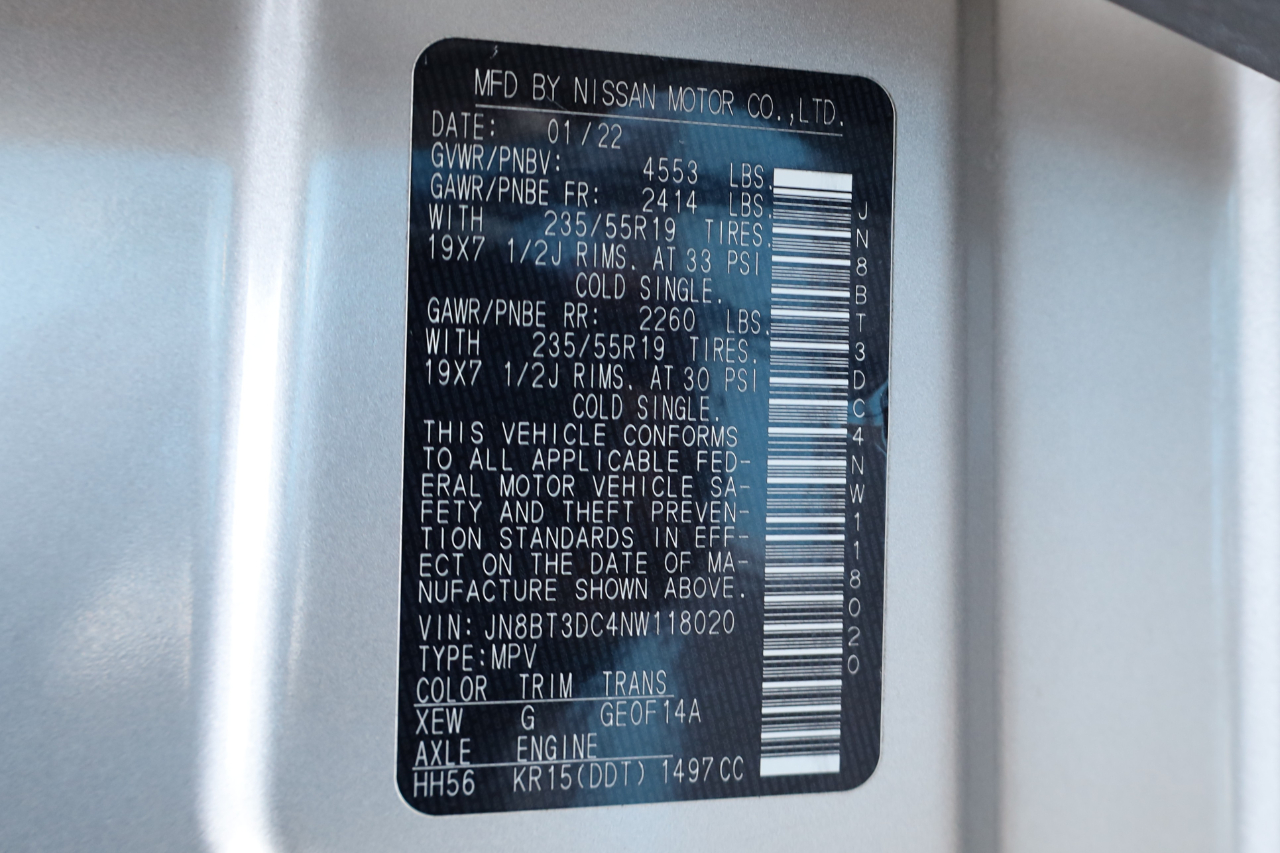 MFD BY NISSAN MOTOR CO.,LTD.
DATE: 01/22
GVWR/PNBV: 4553 LBS.
GAWR/PNBE FR: 2414 LBS.
WITH 235/55R19 TIRES.
19X7 1/2J RIMS. AT 33 PSI
COLD SINGLE.
GAWR/PNBE RR: 2260 LBS.
WITH 235/55R19 TIRES.
19X7 1/2J RIMS. AT 30 PSI
COLD SINGLE.
THIS VEHICLE CONFORMS
TO ALL APPLICABLE FED-
ERAL MOTOR VEHICLE SA-
FETY AND THEFT PREVEN-
TION STANDARDS IN EFF-
ECT ON THE DATE OF MA-
NUFACTURE SHOWN ABOVE.
VIN: JN8BT3DC4NW118020
TYPE:MPV
COLOR TRIM TRANS
XEW G GE0F14A
AXLE ENGINE
HH56 KR15(DDT) 1497CC
JN8BT3DC4NW118020